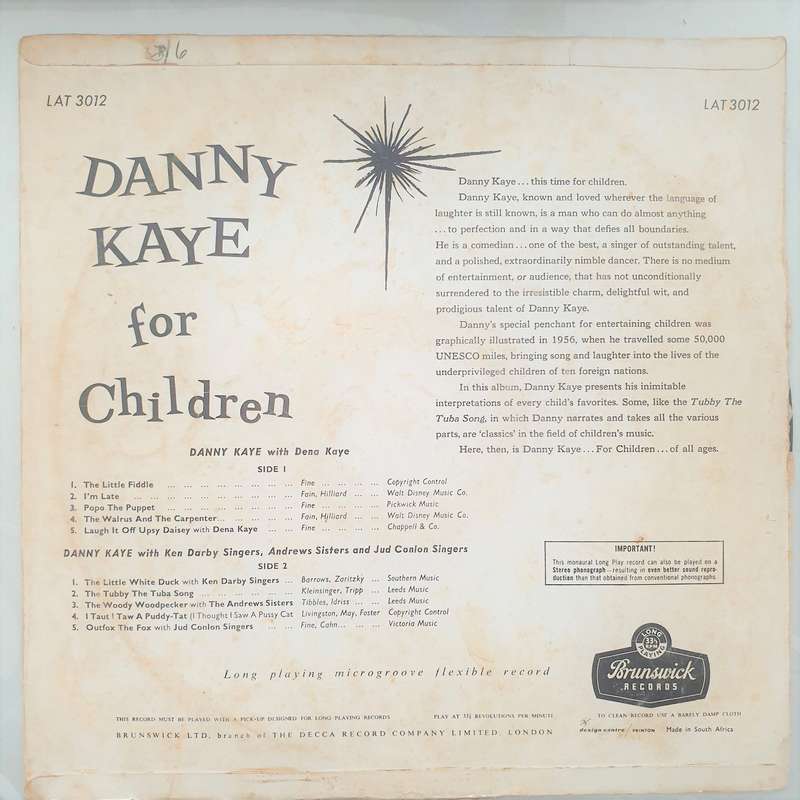 LAT 3012
LAT 3012
DANNY
KAYE
for
Children
Danny Kaye...this time for children.
Danny Kaye, known and loved wherever the language of
laughter is still known, is a man who can do almost anything
...to perfection and in a way that defies all boundaries.
He is a comedian...one of the best, a singer of outstanding talent,
and a polished, extraordinarily nimble dancer. There is no medium
of entertainment, or audience, that has not unconditionally
surrendered to the irresistible charm, delightful wit, and
prodigious talent of Danny Kaye.
Danny's special penchant for entertaining children was
graphically illustrated in 1956, when he travelled some 50,000
UNESCO miles, bringing song and laughter into the lives of the
underprivileged children of ten foreign nations.
In this album, Danny Kaye presents his inimitable
interpretations of every child's favorites. Some, like the Tubby The
Tuba Song, in which Danny narrates and takes all the various
parts, are 'classics' in the field of children's music.
Here, then, is Danny Kaye...For Children...of all ages.
DANNY KAYE with Dena Kaye
SIDE 1
1. The Little Fiddle ... Fine ... Copyright Control
2. I'm Late ... Fain, Hilliard ... Walt Disney Music Co.
3. Popo The Puppet ... Fine ... Pickwick Music
4. The Walrus And The Carpenter... Fain, Hilliard ... Walt Disney Music Co.
5. Laugh It Off Upsy Daisey with Dena Kaye ... Fine ... Chappell & Co.
DANNY KAYE with Ken Darby Singers, Andrews Sisters and Jud Conlon Singers
SIDE 2
1. The Little White Duck with Ken Darby Singers ... Barrows, Zaritzky ... Southern Music
2. The Tubby The Tuba Song ... Kleinsinger, Tripp ... Leeds Music
3. The Woody Woodpecker with The Andrews Sisters Tibbles, Idriss ... Leeds Music
4. I Taut I Taw A Puddy-Tat (I Thought I Saw A Pussy Cat Livingston, May, Foster Copyright Control
5. Outfox The Fox with Jud Conlon Singers ... Fine, Cahn... ... Victoria Music
IMPORTANT!
This monaural Long Play record can also be played on a
Stereo phonograph—resulting in even better sound repro-
duction than that obtained from conventional phonographs.
LONG
33⅓
RPM
PLAYING
Brunswick
RECORDS
Long playing microgroove flexible record
THIS RECORD MUST BE PLAYED WITH A PICK-UP DESIGNED FOR LONG PLAYING RECORDS PLAY AT 33⅓ REVOLUTIONS PER MINUTE TO CLEAN RECORD USE A BARELY DAMP CLOTH
BRUNSWICK LTD, branch of THE DECCA RECORD COMPANY LIMITED, LONDON
design centre PRINTON Made in South Africa